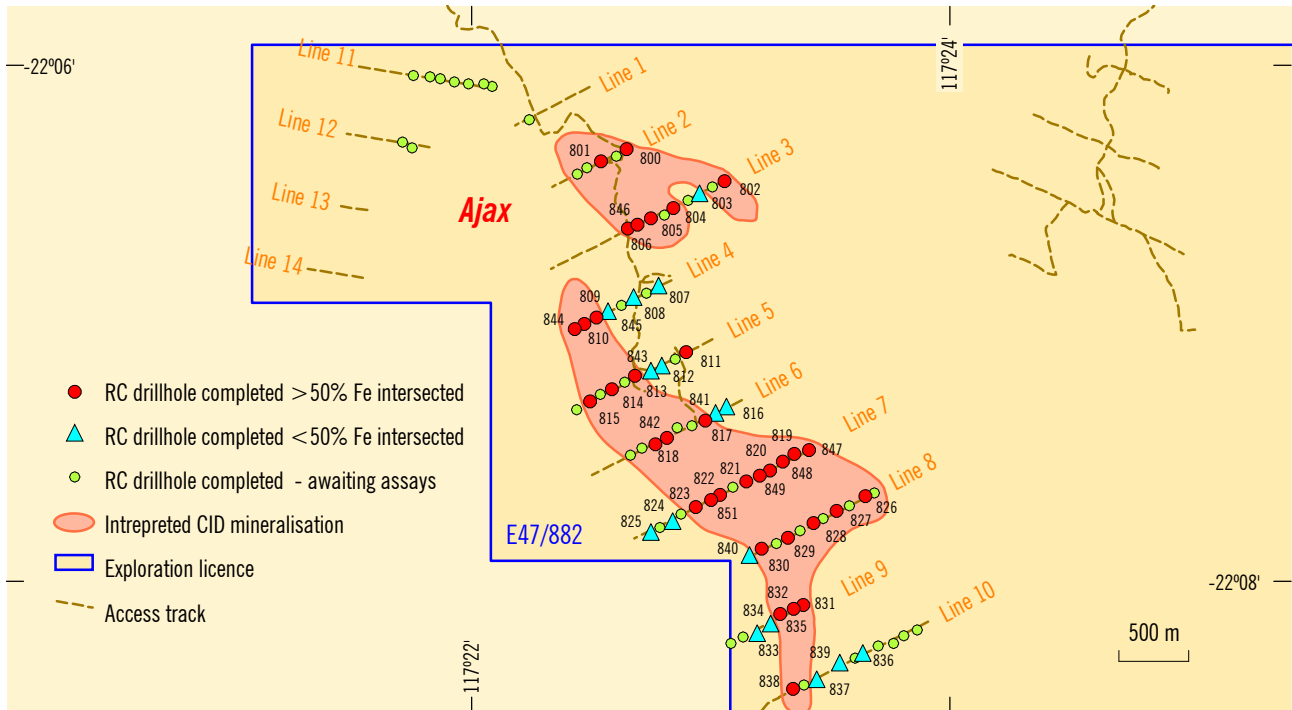 117º24'
-22º06'
Line 11
Line 1
Line 12
Line 2
801
800
Line 3
802
803
Line 13
Ajax
846
804
805
806
Line 14
Line 4
809
807
808
844
845
810
Line 5
843
811
812
813
814
815
Line 6
841
816
842
817
818
Line 7
819
847
820
848
821
849
822
823
851
824
825
Line 8
826
827
828
829
840
830
RC drillhole completed >50% Fe intersected
RC drillhole completed <50% Fe intersected
RC drillhole completed - awaiting assays
Intrepreted CID mineralisation
Exploration licence
Access track
E47/882
-22º08'
Line 9
832
831
834
835
833
Line 10
839
836
838
837
500 m
117º22'